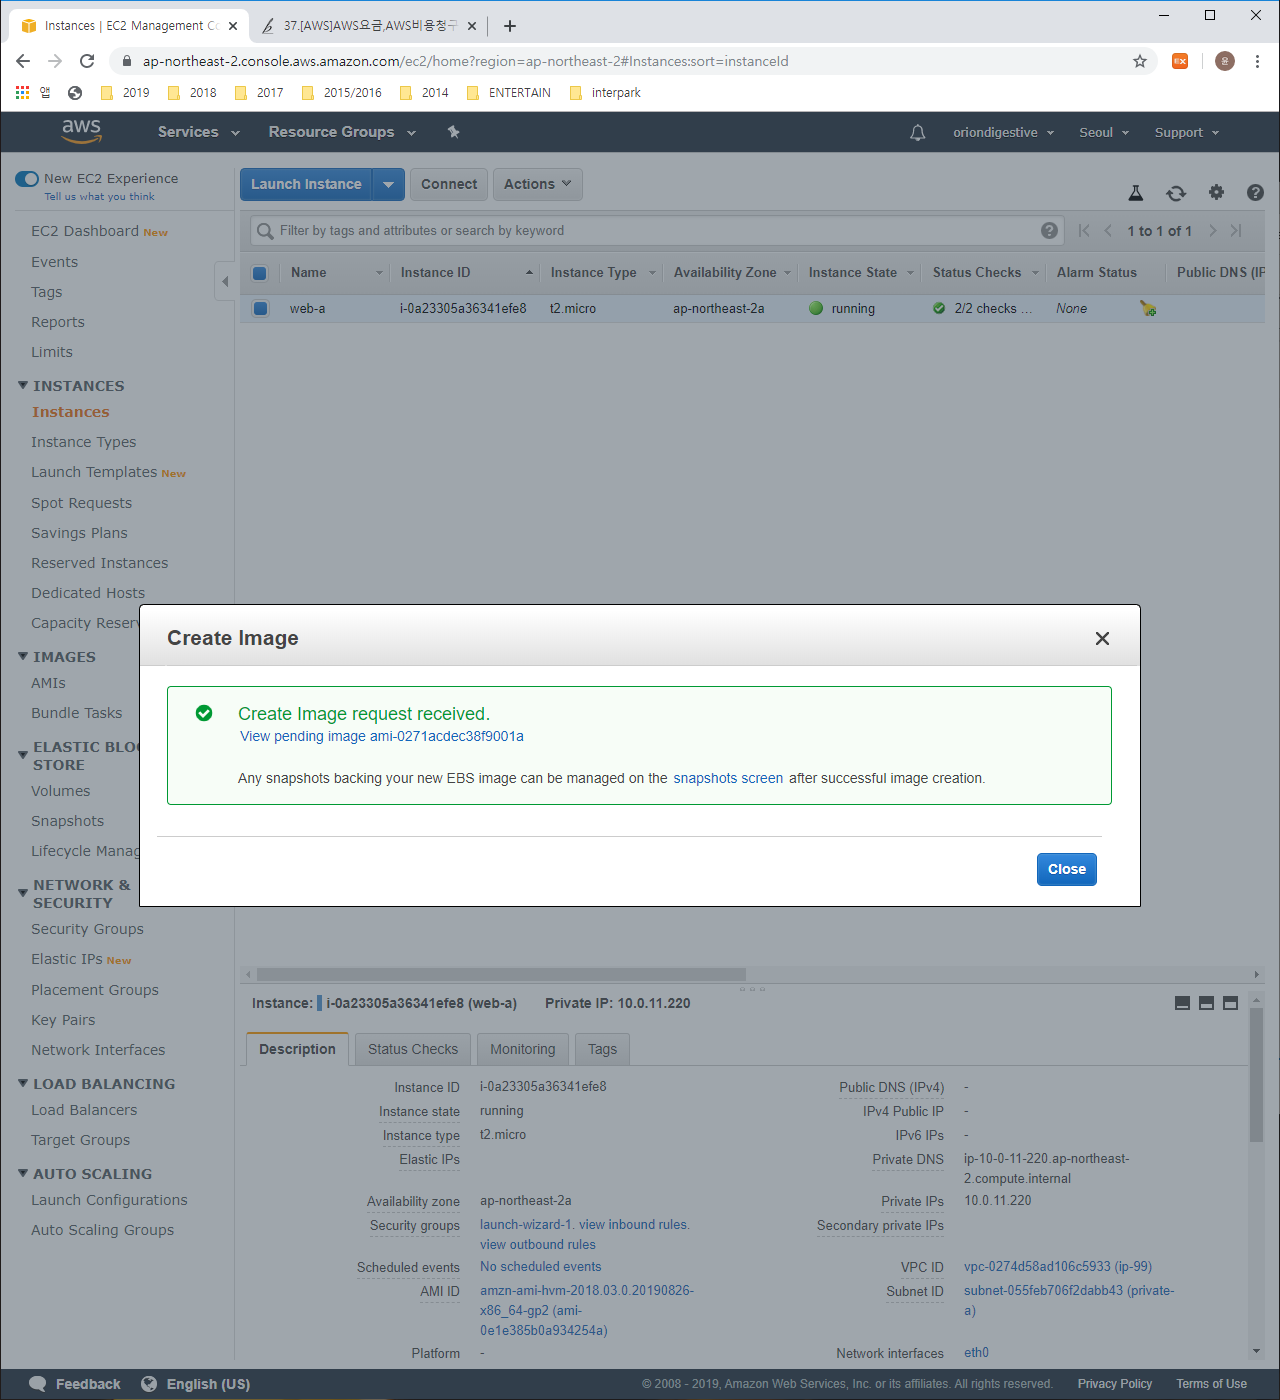 Instances | EC2 Management Co
37.[AWS]AWS요금,AWS비용청구
ap-northeast-2.console.aws.amazon.com/ec2/home?region=ap-northeast-2#Instances:sort=instanceId
앱
2019
2018
2017
2015/2016
2014
ENTERTAIN
interpark
aws
Services
Resource Groups
oriondigestive
Seoul
Support
New EC2 Experience
Tell us what you think
EC2 Dashboard New
Events
Tags
Reports
Limits
INSTANCES
Instances
Instance Types
Launch Templates New
Spot Requests
Savings Plans
Reserved Instances
Dedicated Hosts
Capacity Reserv
IMAGES
AMIs
Bundle Tasks
ELASTIC BLO
STORE
Volumes
Snapshots
Lifecycle Manag
NETWORK &
SECURITY
Security Groups
Elastic IPs New
Placement Groups
Key Pairs
Network Interfaces
LOAD BALANCING
Load Balancers
Target Groups
AUTO SCALING
Launch Configurations
Auto Scaling Groups
Launch Instance
Connect
Actions
Filter by tags and attributes or search by keyword
1 to 1 of 1
Name Instance ID Instance Type Availability Zone Instance State Status Checks Alarm Status Public DNS (IP
web-a i-0a23305a36341efe8 t2.micro ap-northeast-2a running 2/2 checks ... None
Create Image
Create Image request received.
View pending image ami-0271acdec38f9001a
Any snapshots backing your new EBS image can be managed on the snapshots screen after successful image creation.
Close
Instance: i-0a23305a36341efe8 (web-a) Private IP: 10.0.11.220
Description
Status Checks
Monitoring
Tags
Instance ID i-0a23305a36341efe8
Instance state running
Instance type t2.micro
Elastic IPs
Availability zone ap-northeast-2a
Security groups launch-wizard-1. view inbound rules.
view outbound rules
Scheduled events No scheduled events
AMI ID amzn-ami-hvm-2018.03.0.20190826-
x86_64-gp2 (ami-
0e1e385b0a934254a)
Platform -
Public DNS (IPv4) -
IPv4 Public IP -
IPv6 IPs -
Private DNS ip-10-0-11-220.ap-northeast-
2.compute.internal
Private IPs 10.0.11.220
Secondary private IPs
VPC ID vpc-0274d58ad106c5933 (ip-99)
Subnet ID subnet-055feb706f2dabb43 (private-
a)
Network interfaces eth0
Feedback
English (US)
© 2008 - 2019, Amazon Web Services, Inc. or its affiliates. All rights reserved.
Privacy Policy
Terms of Use